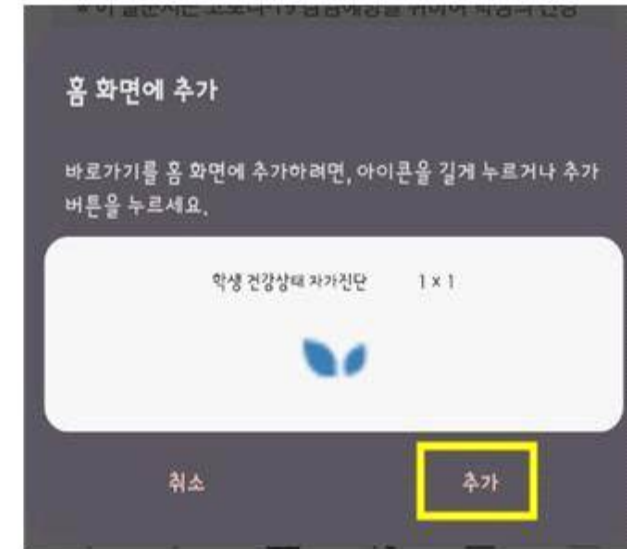 홈 화면에 추가
바로가기를 홈 화면에 추가하려면, 아이콘을 길게 누르거나 추가
버튼을 누르세요.
학생 건강상태 자가진단 1 x 1
취소 추가